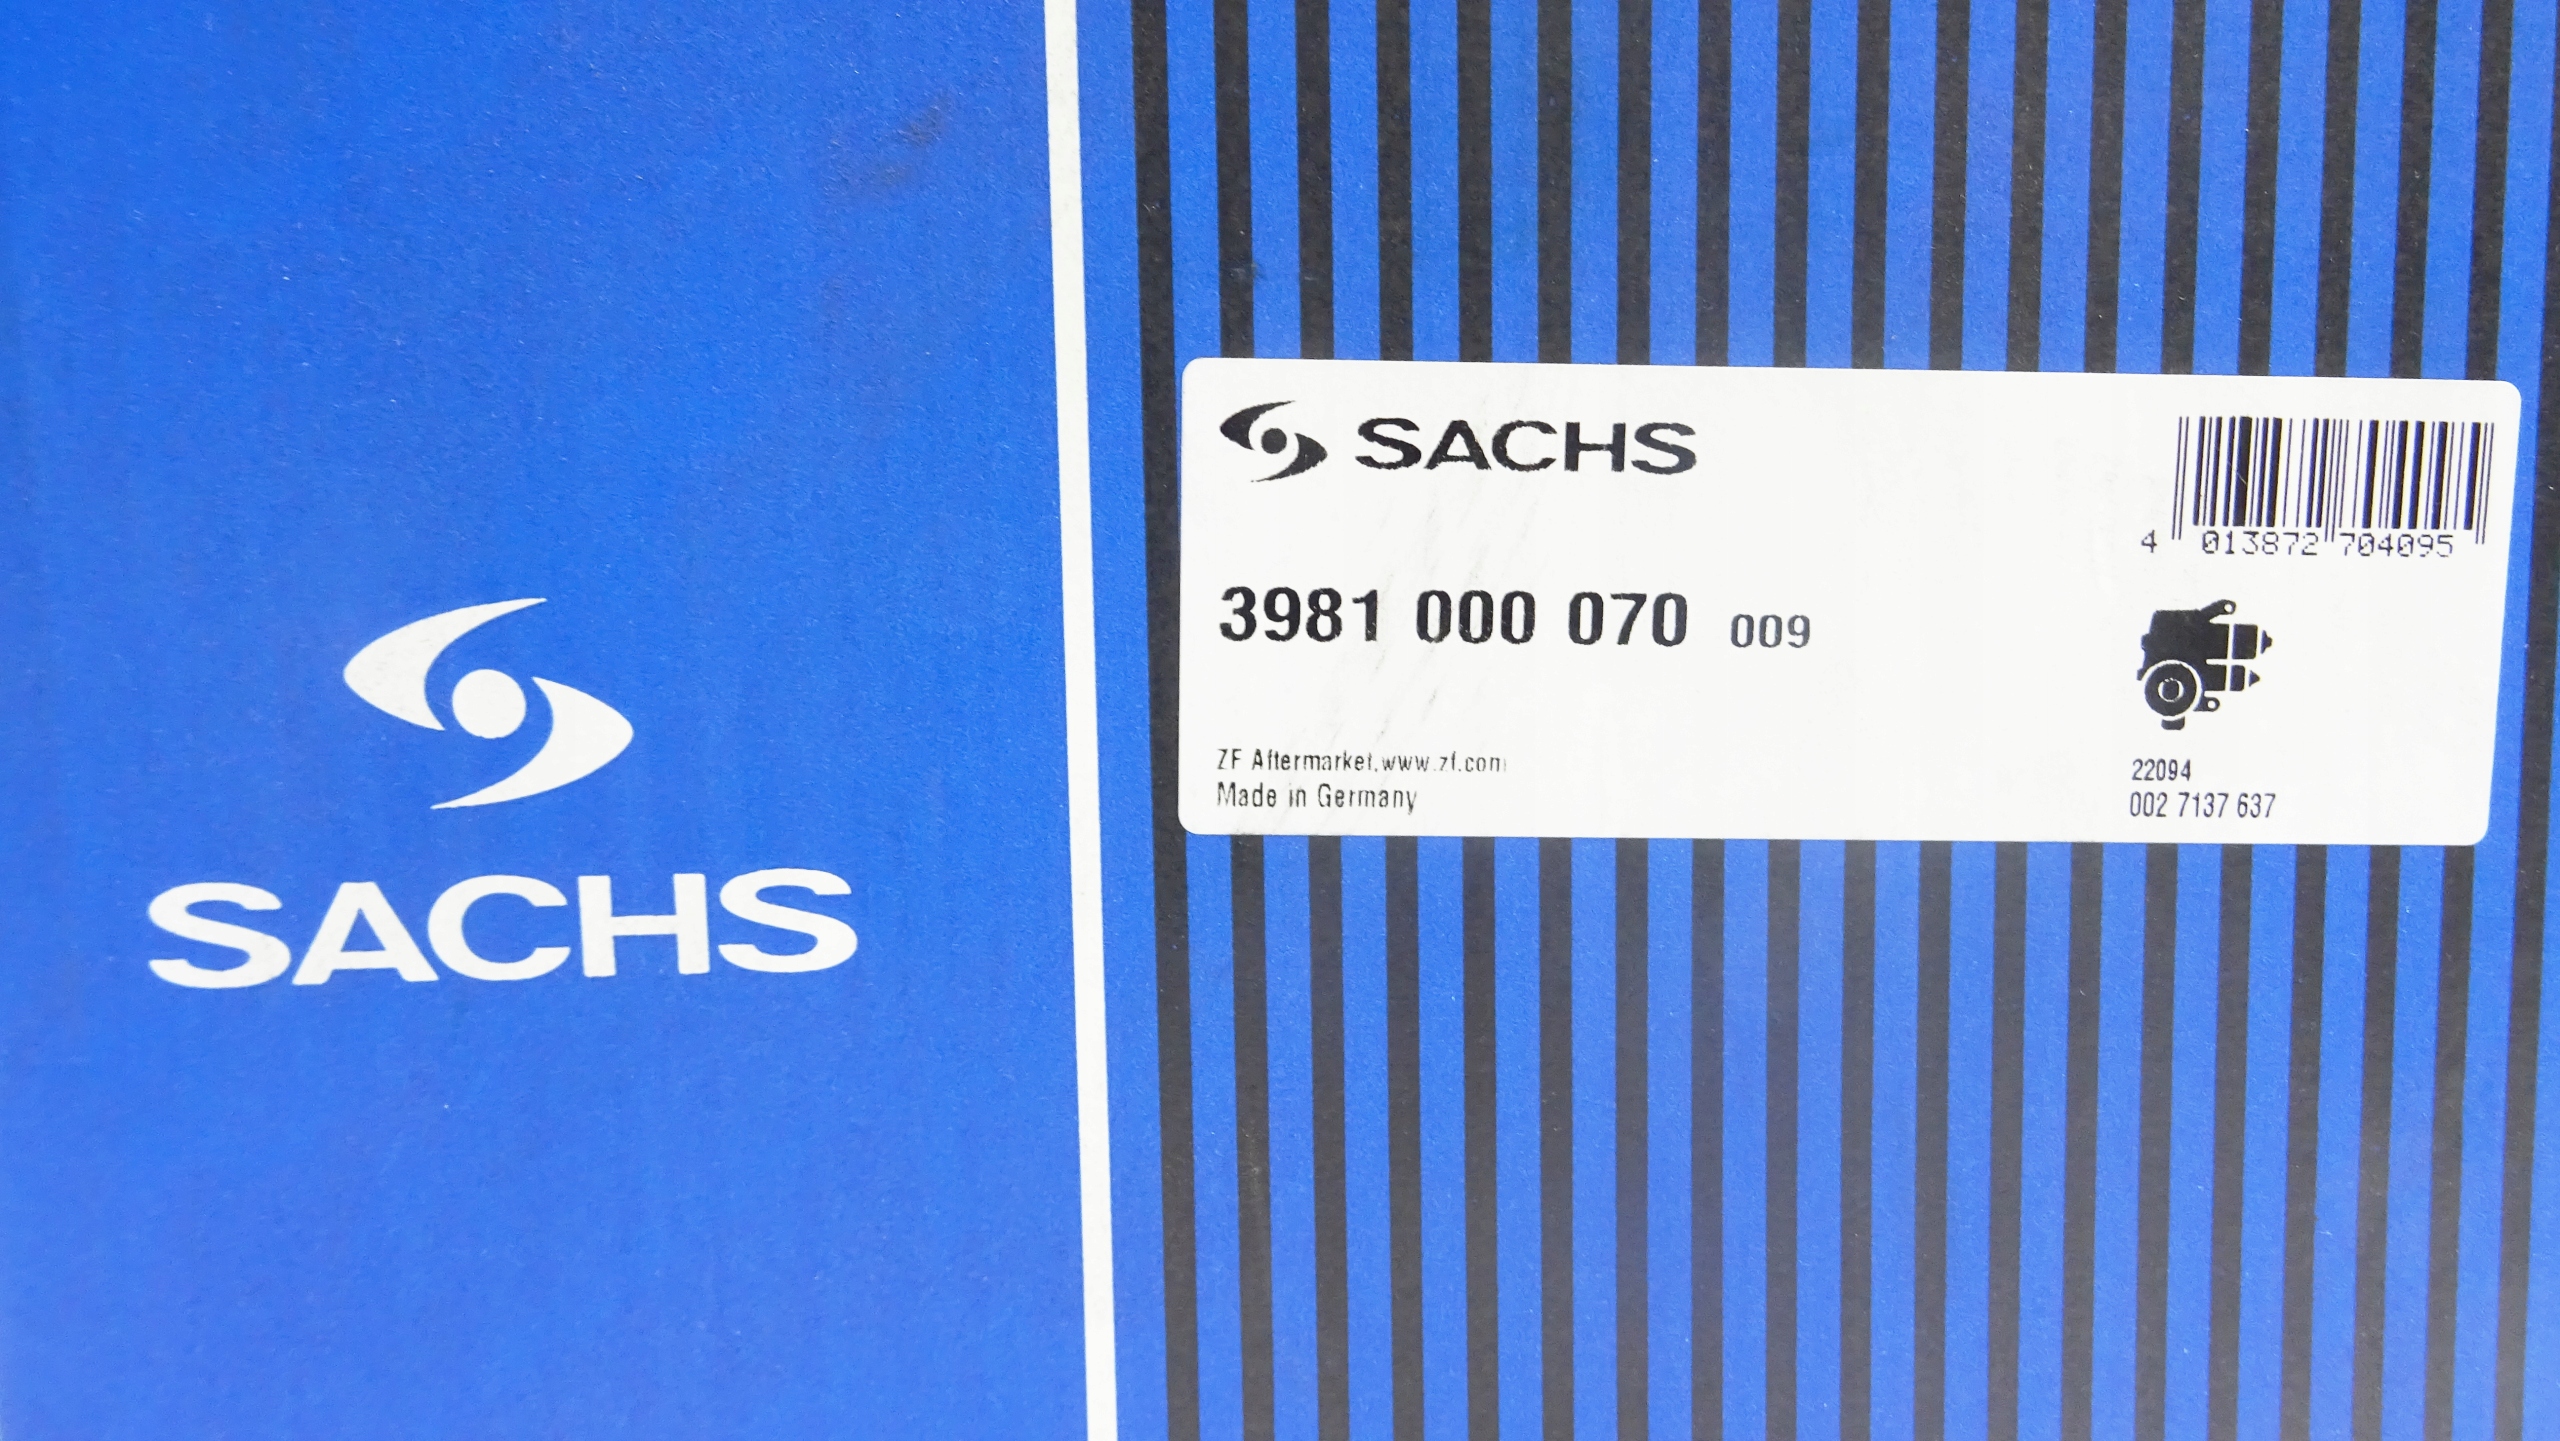 SACHS
SACHS
4 013872 704095
3981 000 070 009
ZF Aftermarket,www.zf.com
Made in Germany
22094
002 7137 637